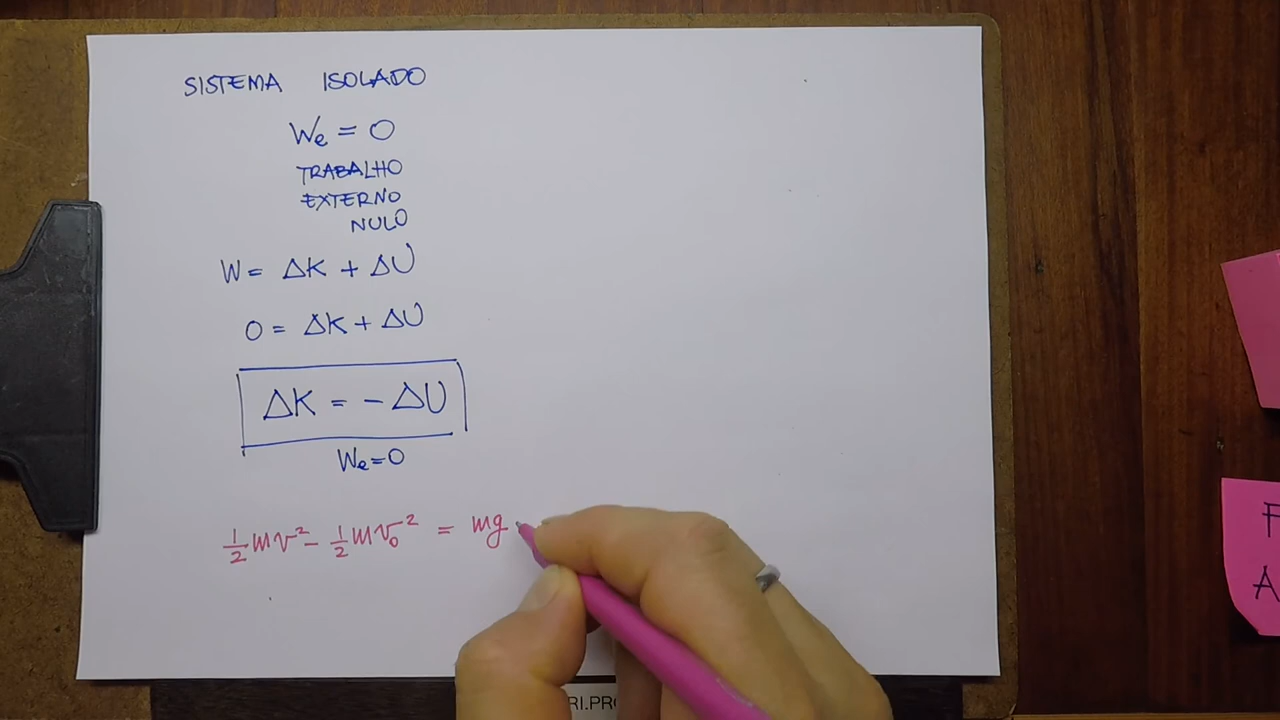 SISTEMA ISOLADO
We = 0
TRABALHO
EXTERNO
NULO
W = ΔK + ΔU
0 = ΔK + ΔU
ΔK = - ΔU
We=0
½mv² - ½mv₀² = mg
F
A